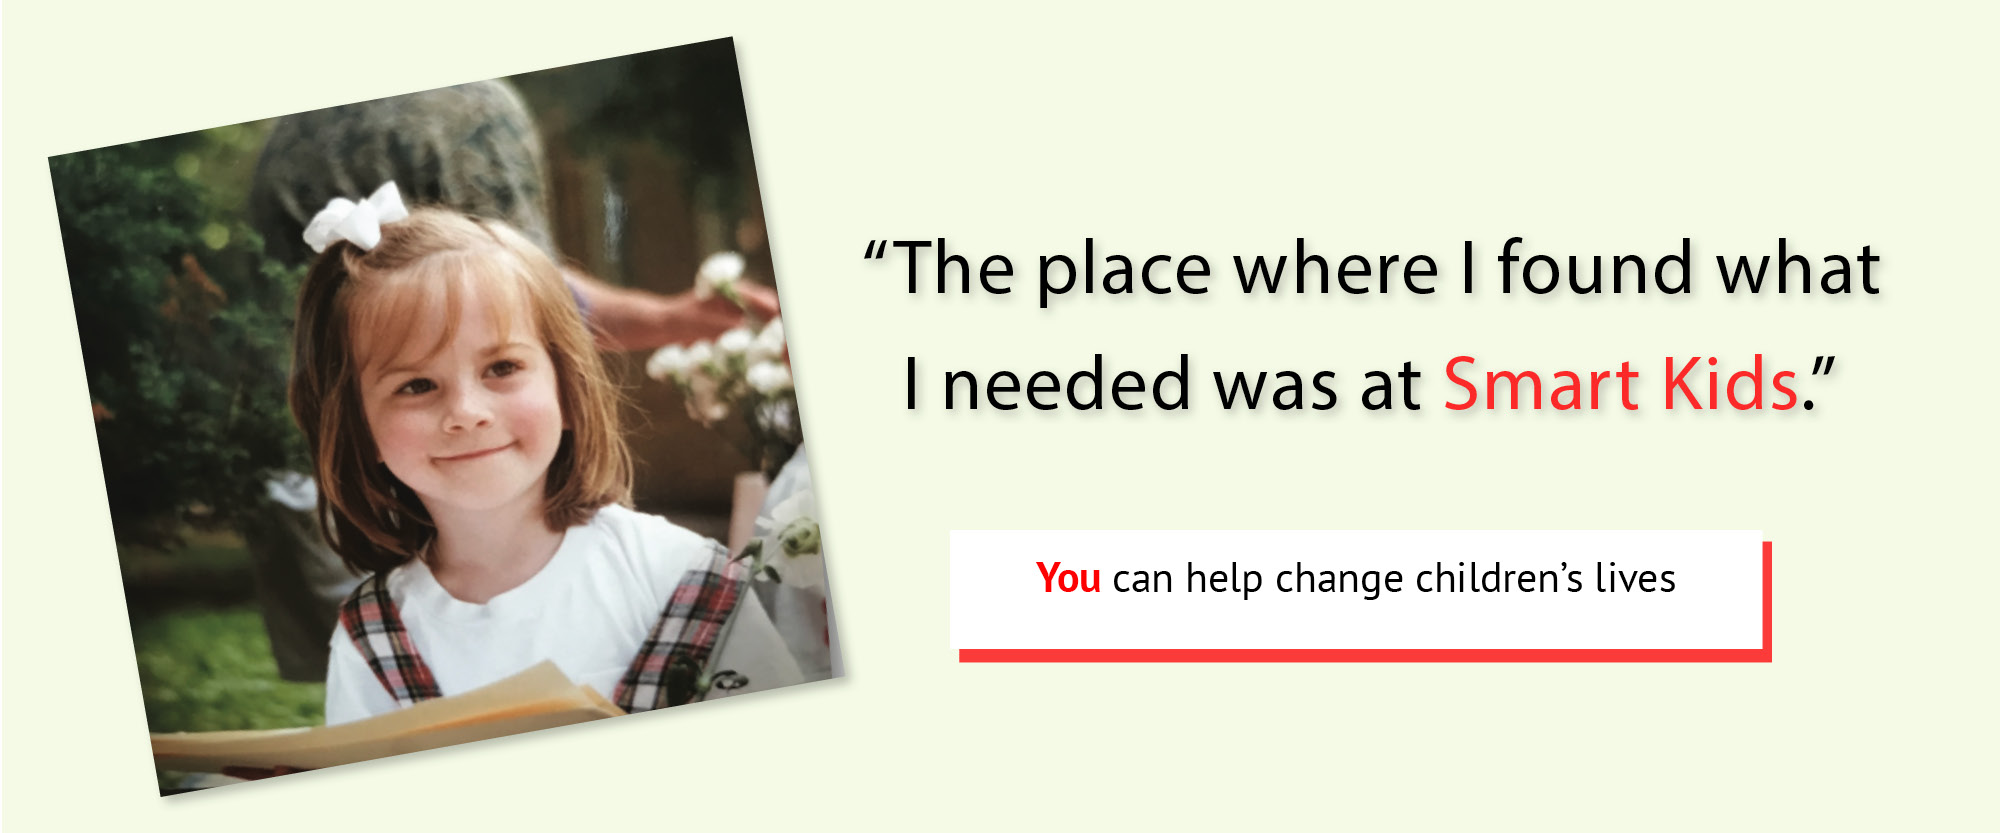 “The place where I found what
I needed was at Smart Kids.”
You can help change children’s lives